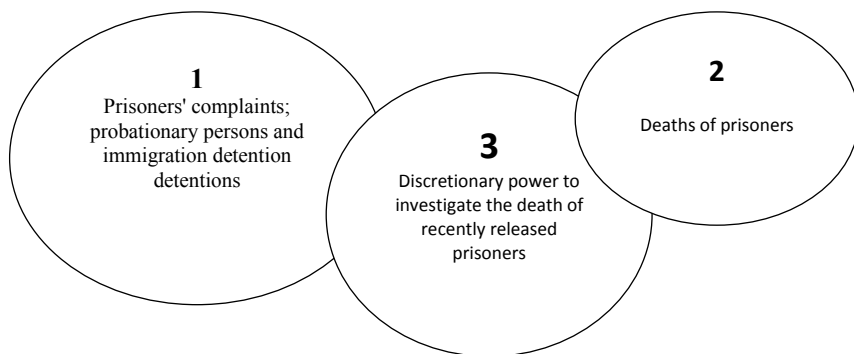 1
Prisoners' complaints;
probationary persons and
immigration detention
detentions
2
Deaths of prisoners
3
Discretionary power to
investigate the death of
recently released
prisoners